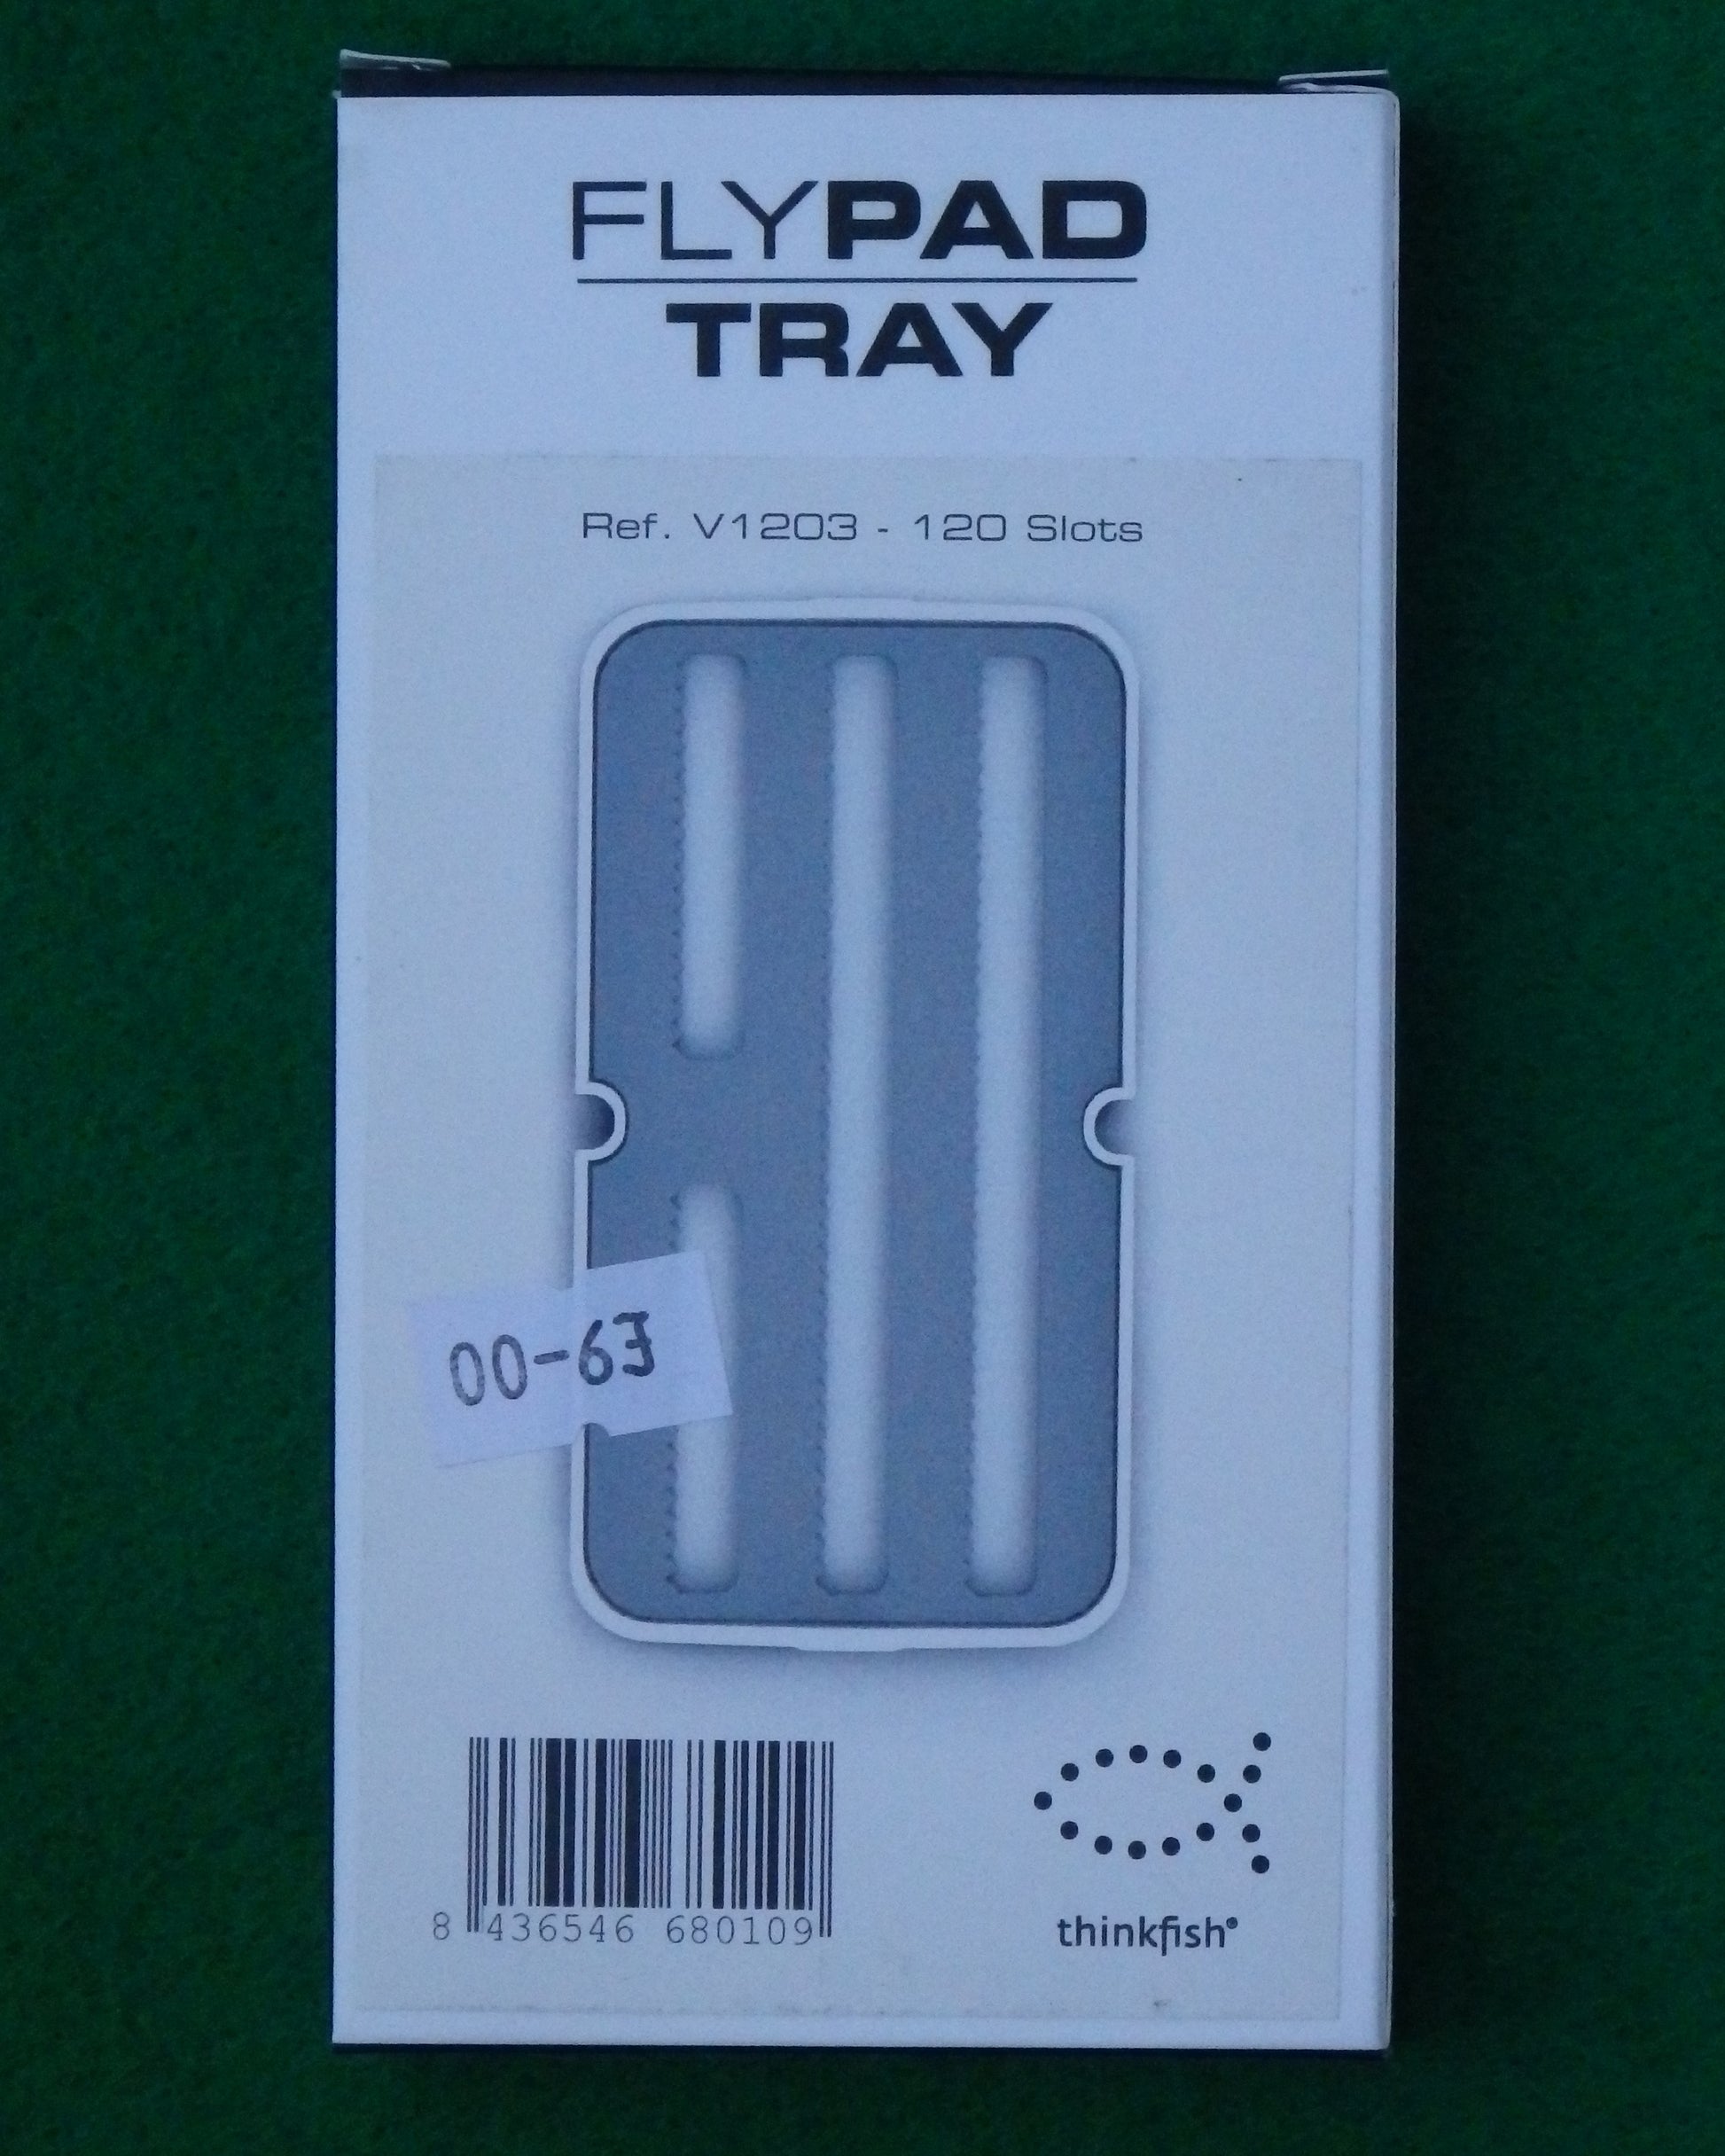 FLYPAD
TRAY
Ref. V1203 - 120 Slots
00-63
8 436546 680109
thinkfish®